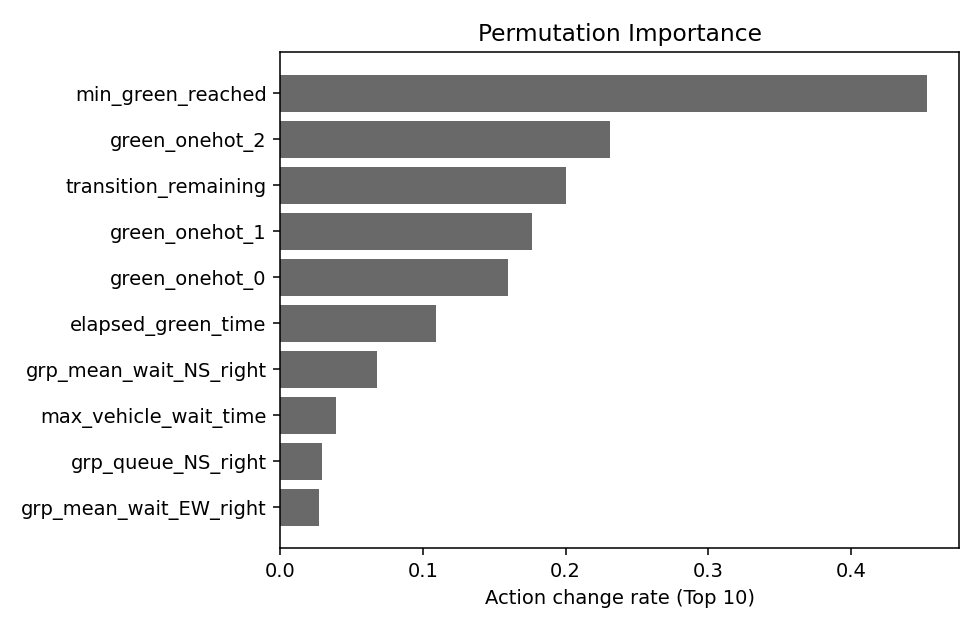 Permutation Importance
min_green_reached
green_onehot_2
transition_remaining
green_onehot_1
green_onehot_0
elapsed_green_time
grp_mean_wait_NS_right
max_vehicle_wait_time
grp_queue_NS_right
grp_mean_wait_EW_right
0.0 0.1 0.2 0.3 0.4
Action change rate (Top 10)